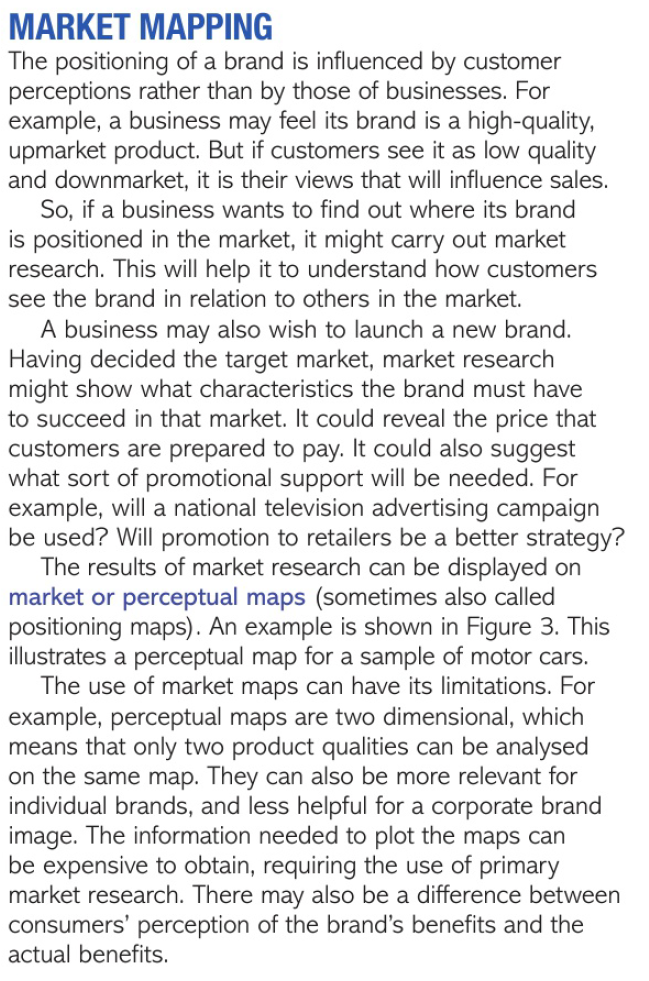 MARKET MAPPING
The positioning of a brand is influenced by customer
perceptions rather than by those of businesses. For
example, a business may feel its brand is a high-quality,
upmarket product. But if customers see it as low quality
and downmarket, it is their views that will influence sales.
So, if a business wants to find out where its brand
is positioned in the market, it might carry out market
research. This will help it to understand how customers
see the brand in relation to others in the market.
A business may also wish to launch a new brand.
Having decided the target market, market research
might show what characteristics the brand must have
to succeed in that market. It could reveal the price that
customers are prepared to pay. It could also suggest
what sort of promotional support will be needed. For
example, will a national television advertising campaign
be used? Will promotion to retailers be a better strategy?
The results of market research can be displayed on
market or perceptual maps (sometimes also called
positioning maps). An example is shown in Figure 3. This
illustrates a perceptual map for a sample of motor cars.
The use of market maps can have its limitations. For
example, perceptual maps are two dimensional, which
means that only two product qualities can be analysed
on the same map. They can also be more relevant for
individual brands, and less helpful for a corporate brand
image. The information needed to plot the maps can
be expensive to obtain, requiring the use of primary
market research. There may also be a difference between
consumers' perception of the brand's benefits and the
actual benefits.